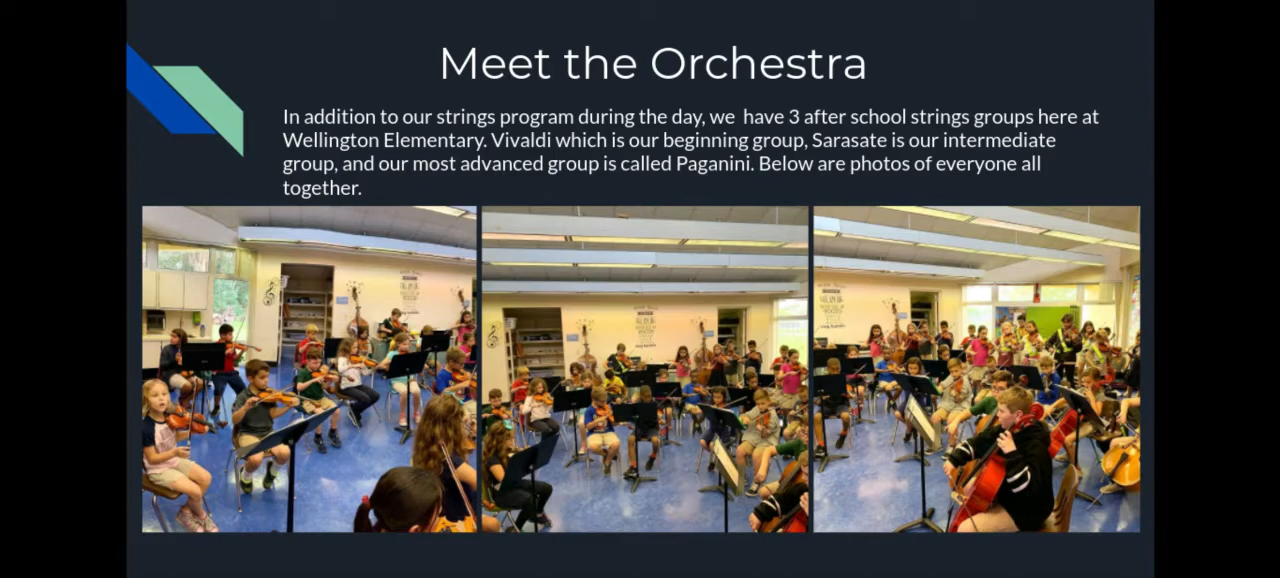 Meet the Orchestra
In addition to our strings program during the day, we  have 3 after school strings groups here at
Wellington Elementary. Vivaldi which is our beginning group, Sarasate is our intermediate
group, and our most advanced group is called Paganini. Below are photos of everyone all
together.